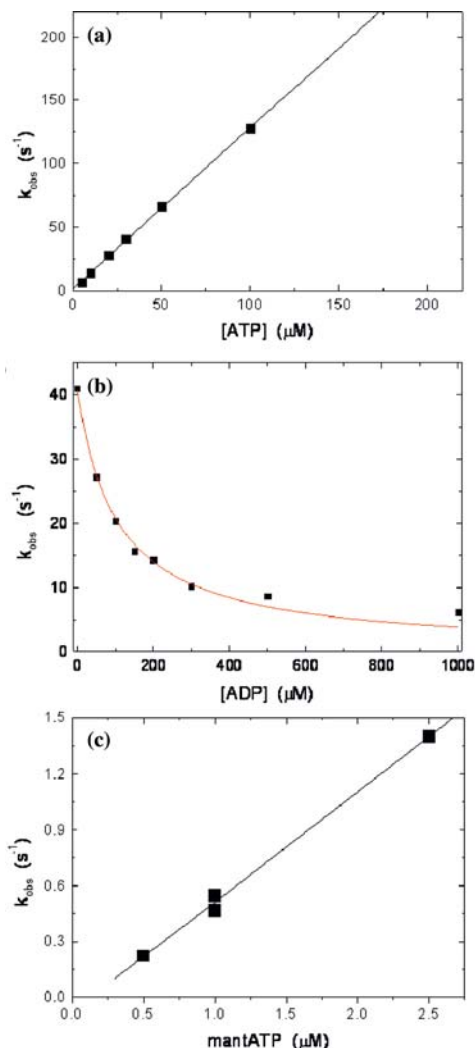 (a)
200
150
100
50
0
k_obs (s⁻¹)
0 50 100 150 200
[ATP] (μM)
(b)
40
30
20
10
0
k_obs (s⁻¹)
0 200 400 600 800 1000
[ADP] (μM)
(c)
1.5
1.2
0.9
0.6
0.3
0.0
k_obs (s⁻¹)
0.0 0.5 1.0 1.5 2.0 2.5
mantATP (μM)